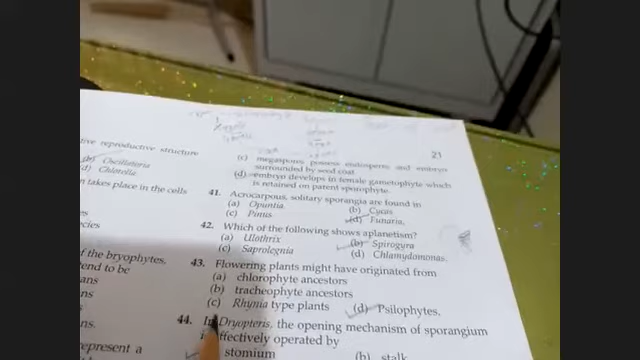 21
tive reproductive structure
(b) Oscillatoria
d) Chlorella
n takes place in the cells
ecies
f the bryophytes.
end to be
ans
ns
ns.
epresent a
(c) megaspores possess endosperm and embryo
surrounded by seed coat
(d) embryo develops in female gametophyte which
is retained on parent sporophyte.
41. Acrocarpous, solitary sporangia are found in
(a) Opuntia (b) Cycas
(c) Pinus (d) Funaria.
42. Which of the following shows aplanetism?
(a) Ulothrix (b) Spirogyra
(c) Saprolegnia (d) Chlamydomonas.
43. Flowering plants might have originated from
(a) chlorophyte ancestors
(b) tracheophyte ancestors
(c) Rhynia type plants (d) Psilophytes.
44. In Dryopteris, the opening mechanism of sporangium
effectively operated by
stomium (b) stalk